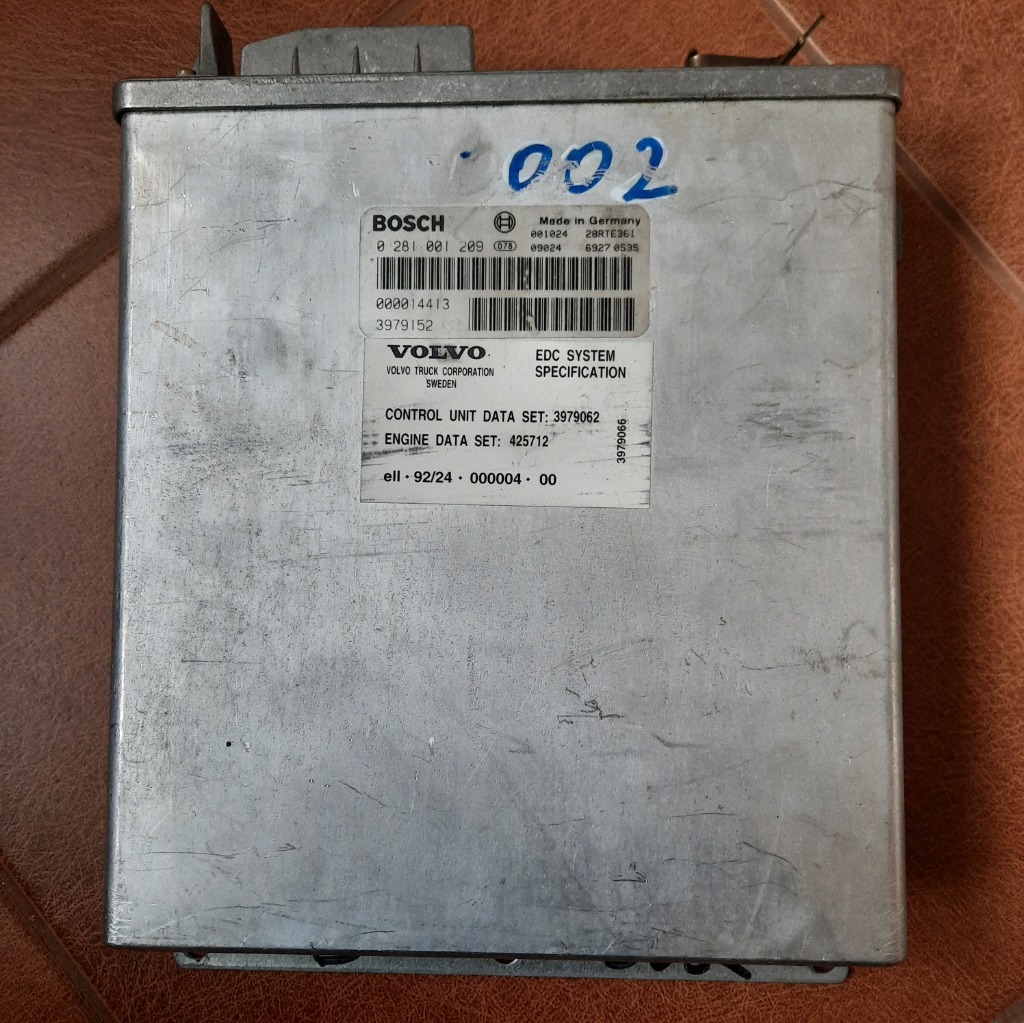 002
BOSCH Made in Germany
001024 28RTE361
0 281 001 209 078 09024 6927 0535
000014413
3979152
VOLVO EDC SYSTEM
VOLVO TRUCK CORPORATION SPECIFICATION
SWEDEN
CONTROL UNIT DATA SET: 3979062
ENGINE DATA SET: 425712
3979066
ell · 92/24 · 000004 · 00